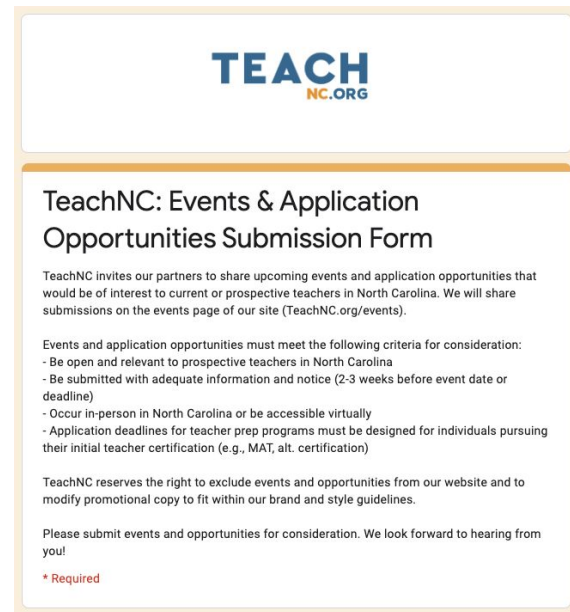 TEACH
NC.ORG
TeachNC: Events & Application
Opportunities Submission Form
TeachNC invites our partners to share upcoming events and application opportunities that
would be of interest to current or prospective teachers in North Carolina. We will share
submissions on the events page of our site (TeachNC.org/events).
Events and application opportunities must meet the following criteria for consideration:
- Be open and relevant to prospective teachers in North Carolina
- Be submitted with adequate information and notice (2-3 weeks before event date or
deadline)
- Occur in-person in North Carolina or be accessible virtually
- Application deadlines for teacher prep programs must be designed for individuals pursuing
their initial teacher certification (e.g., MAT, alt. certification)
TeachNC reserves the right to exclude events and opportunities from our website and to
modify promotional copy to fit within our brand and style guidelines.
Please submit events and opportunities for consideration. We look forward to hearing from
you!
* Required